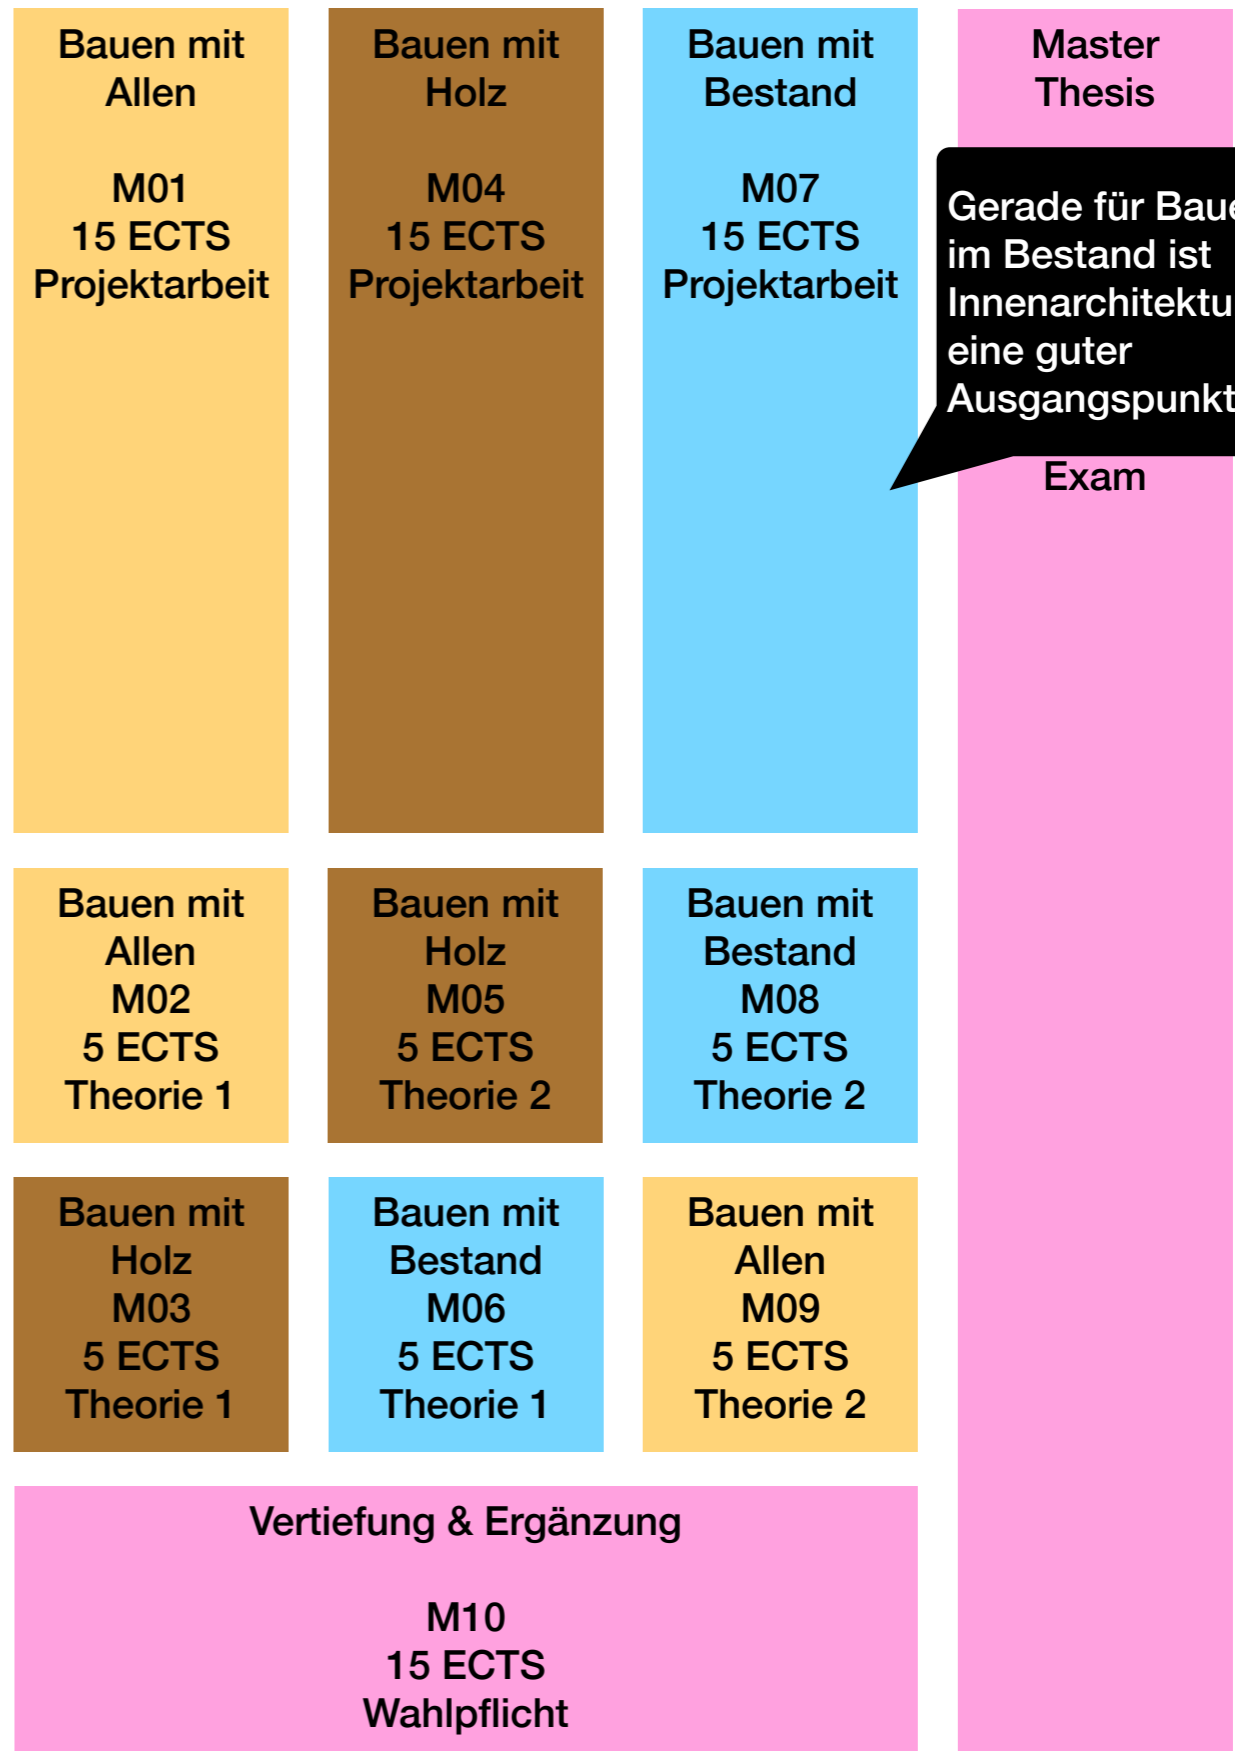 Bauen mit
Allen
M01
15 ECTS
Projektarbeit
Bauen mit
Holz
M04
15 ECTS
Projektarbeit
Bauen mit
Bestand
M07
15 ECTS
Projektarbeit
Master
Thesis
Gerade für Baue
im Bestand ist
Innenarchitektu
eine guter
Ausgangspunkt
Exam
Bauen mit
Allen
M02
5 ECTS
Theorie 1
Bauen mit
Holz
M05
5 ECTS
Theorie 2
Bauen mit
Bestand
M08
5 ECTS
Theorie 2
Bauen mit
Holz
M03
5 ECTS
Theorie 1
Bauen mit
Bestand
M06
5 ECTS
Theorie 1
Bauen mit
Allen
M09
5 ECTS
Theorie 2
Vertiefung & Ergänzung
M10
15 ECTS
Wahlpflicht